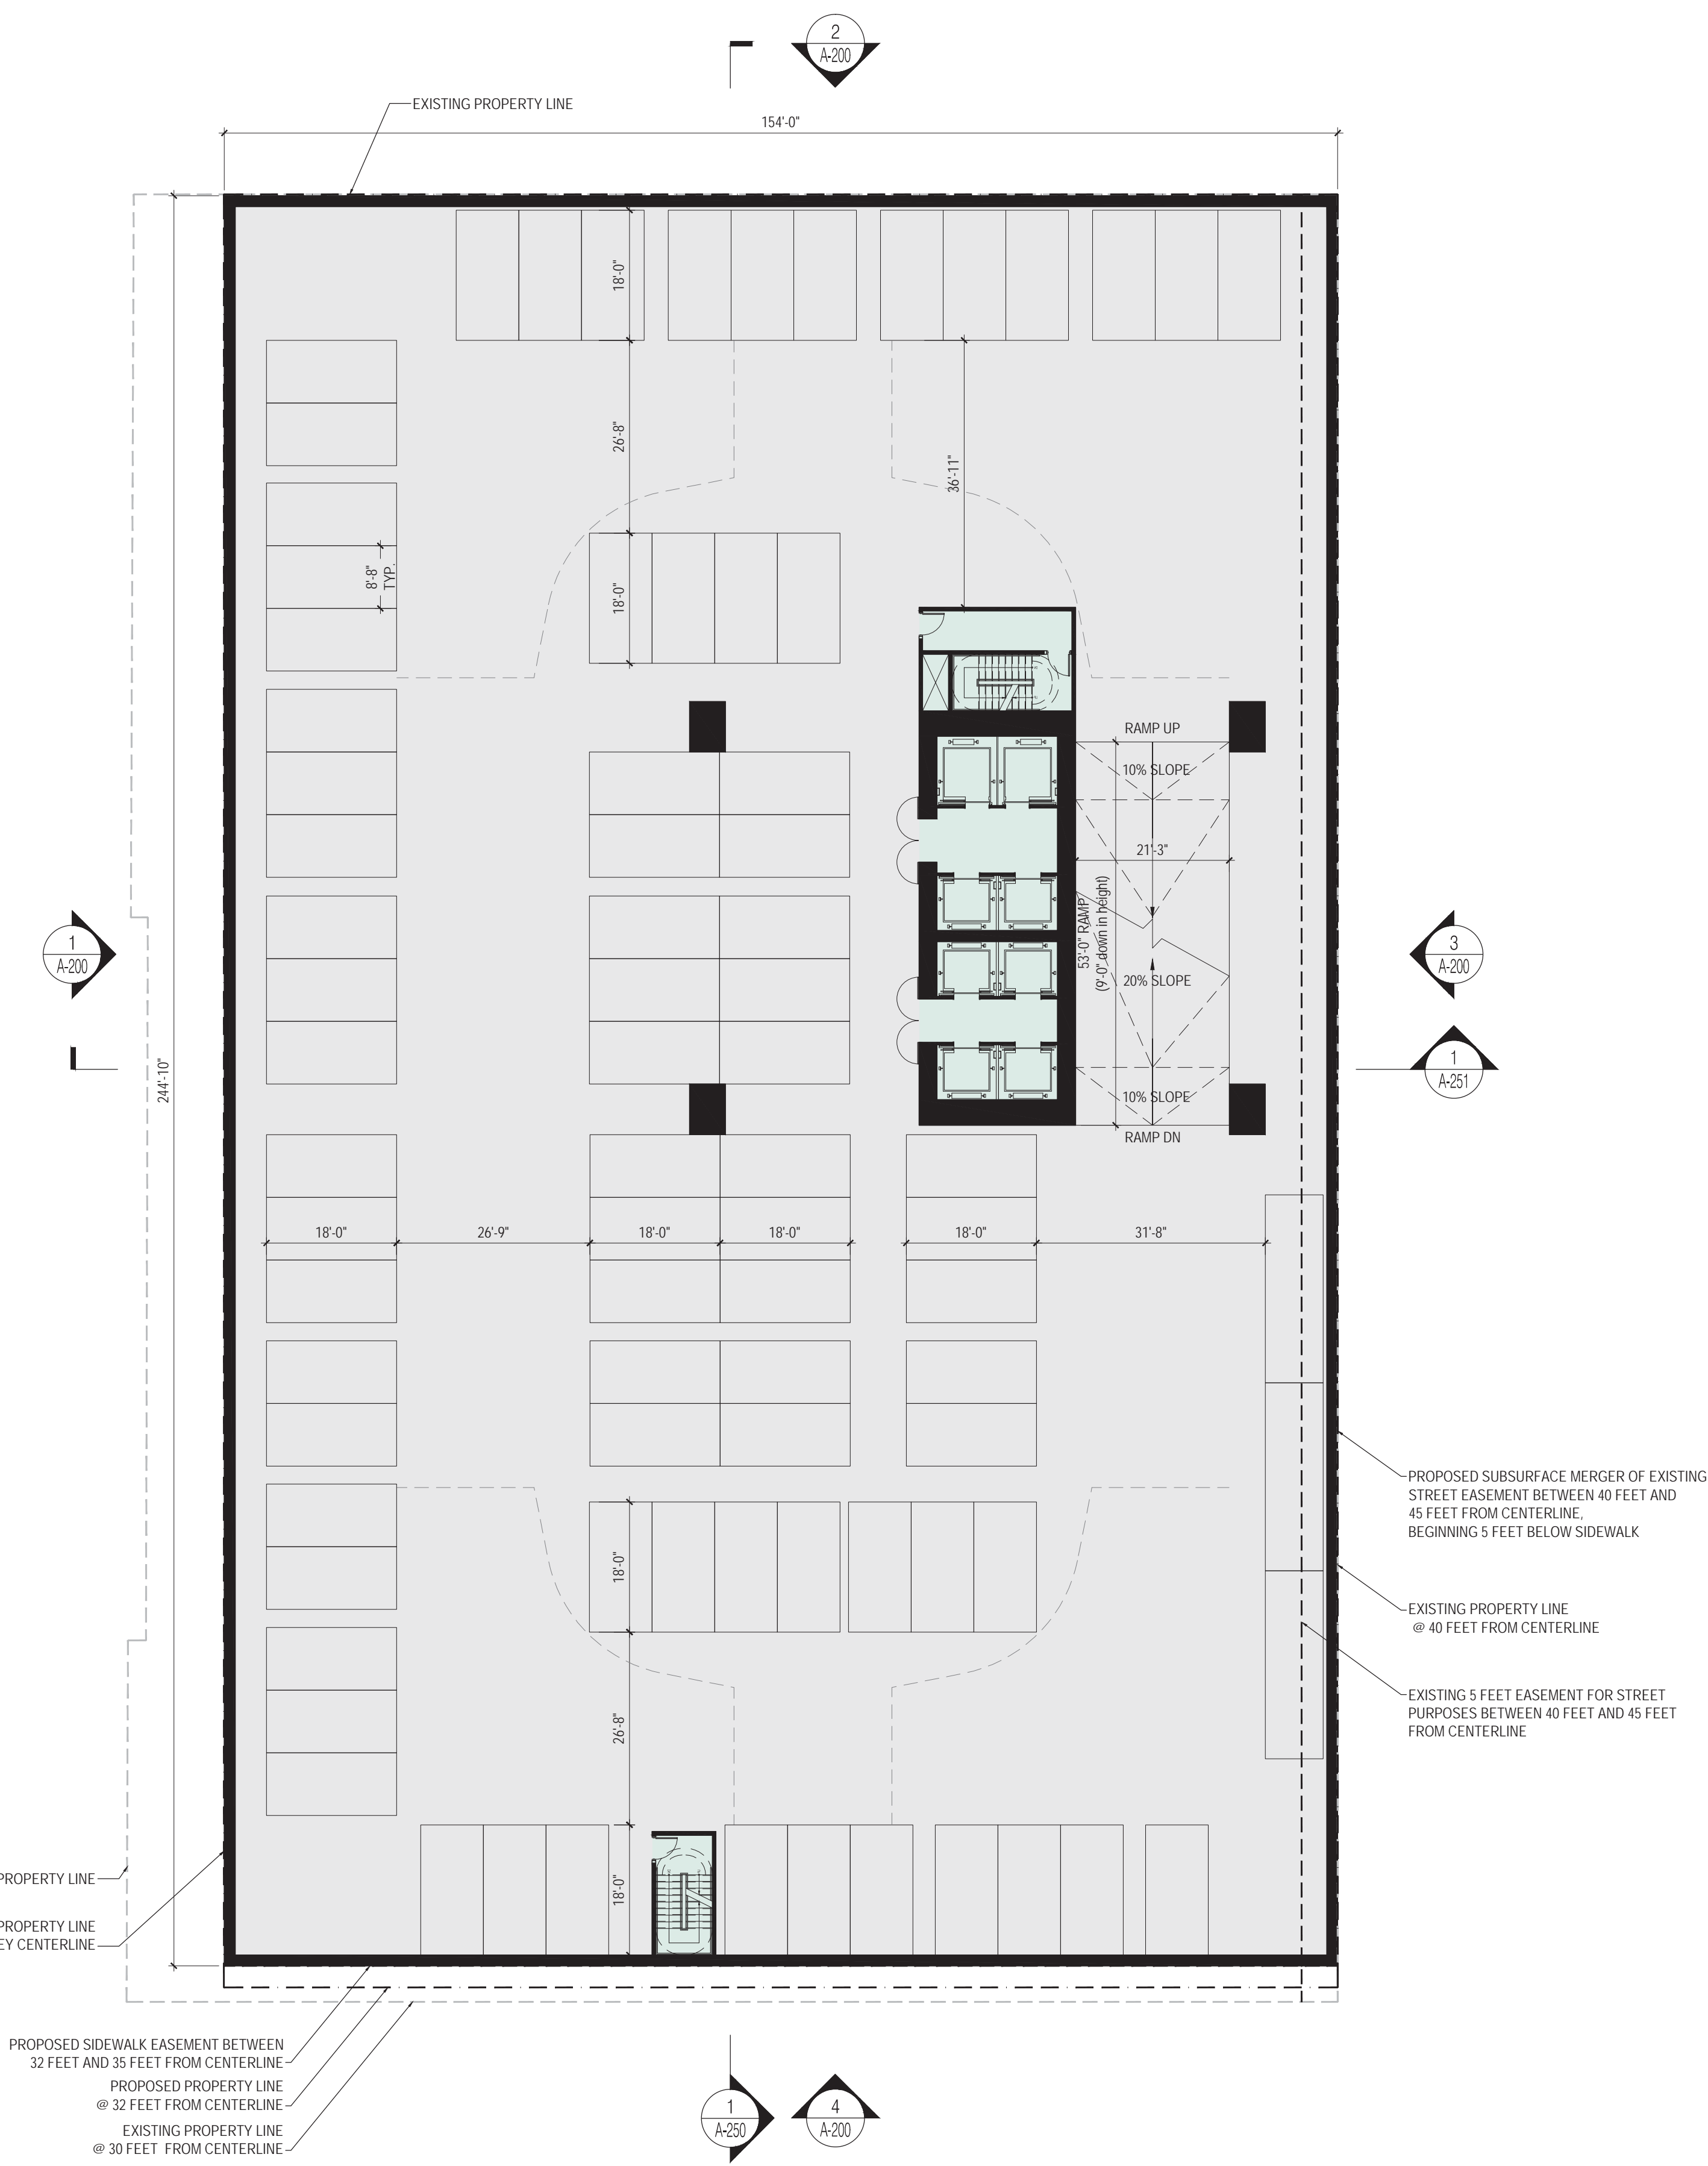 2
A-200
EXISTING PROPERTY LINE
154'-0"
18'-0"
26'-8"
36'-11"
8'-8"
TYP.
18'-0"
RAMP UP
10% SLOPE
21'-3"
53'-0" RAMP
(9'-0" down in height)
1
A-200
3
A-200
20% SLOPE
244'-10"
1
A-251
10% SLOPE
RAMP DN
18'-0"
26'-9"
18'-0"
18'-0"
18'-0"
31'-8"
PROPOSED SUBSURFACE MERGER OF EXISTING
STREET EASEMENT BETWEEN 40 FEET AND
45 FEET FROM CENTERLINE,
BEGINNING 5 FEET BELOW SIDEWALK
18'-0"
EXISTING PROPERTY LINE
@ 40 FEET FROM CENTERLINE
EXISTING 5 FEET EASEMENT FOR STREET
PURPOSES BETWEEN 40 FEET AND 45 FEET
FROM CENTERLINE
26'-8"
18'-0"
PROPERTY LINE
PROPERTY LINE
EY CENTERLINE
PROPOSED SIDEWALK EASEMENT BETWEEN
32 FEET AND 35 FEET FROM CENTERLINE
PROPOSED PROPERTY LINE
@ 32 FEET FROM CENTERLINE
EXISTING PROPERTY LINE
@ 30 FEET FROM CENTERLINE
1
A-250
4
A-200